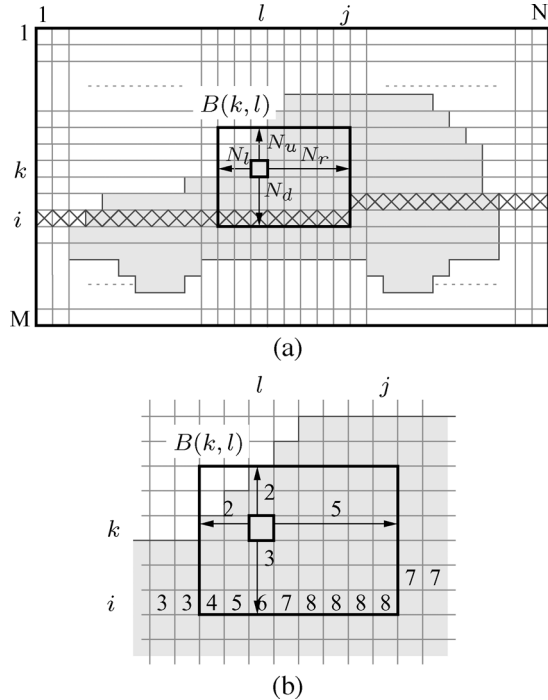 1 l j N
1
B(k, l)
N_u
N_l N_r
k
N_d
i
M
(a)
l j
B(k, l)
2
2 5
k
3
7 7
i 3 3 4 5 6 7 8 8 8 8
(b)